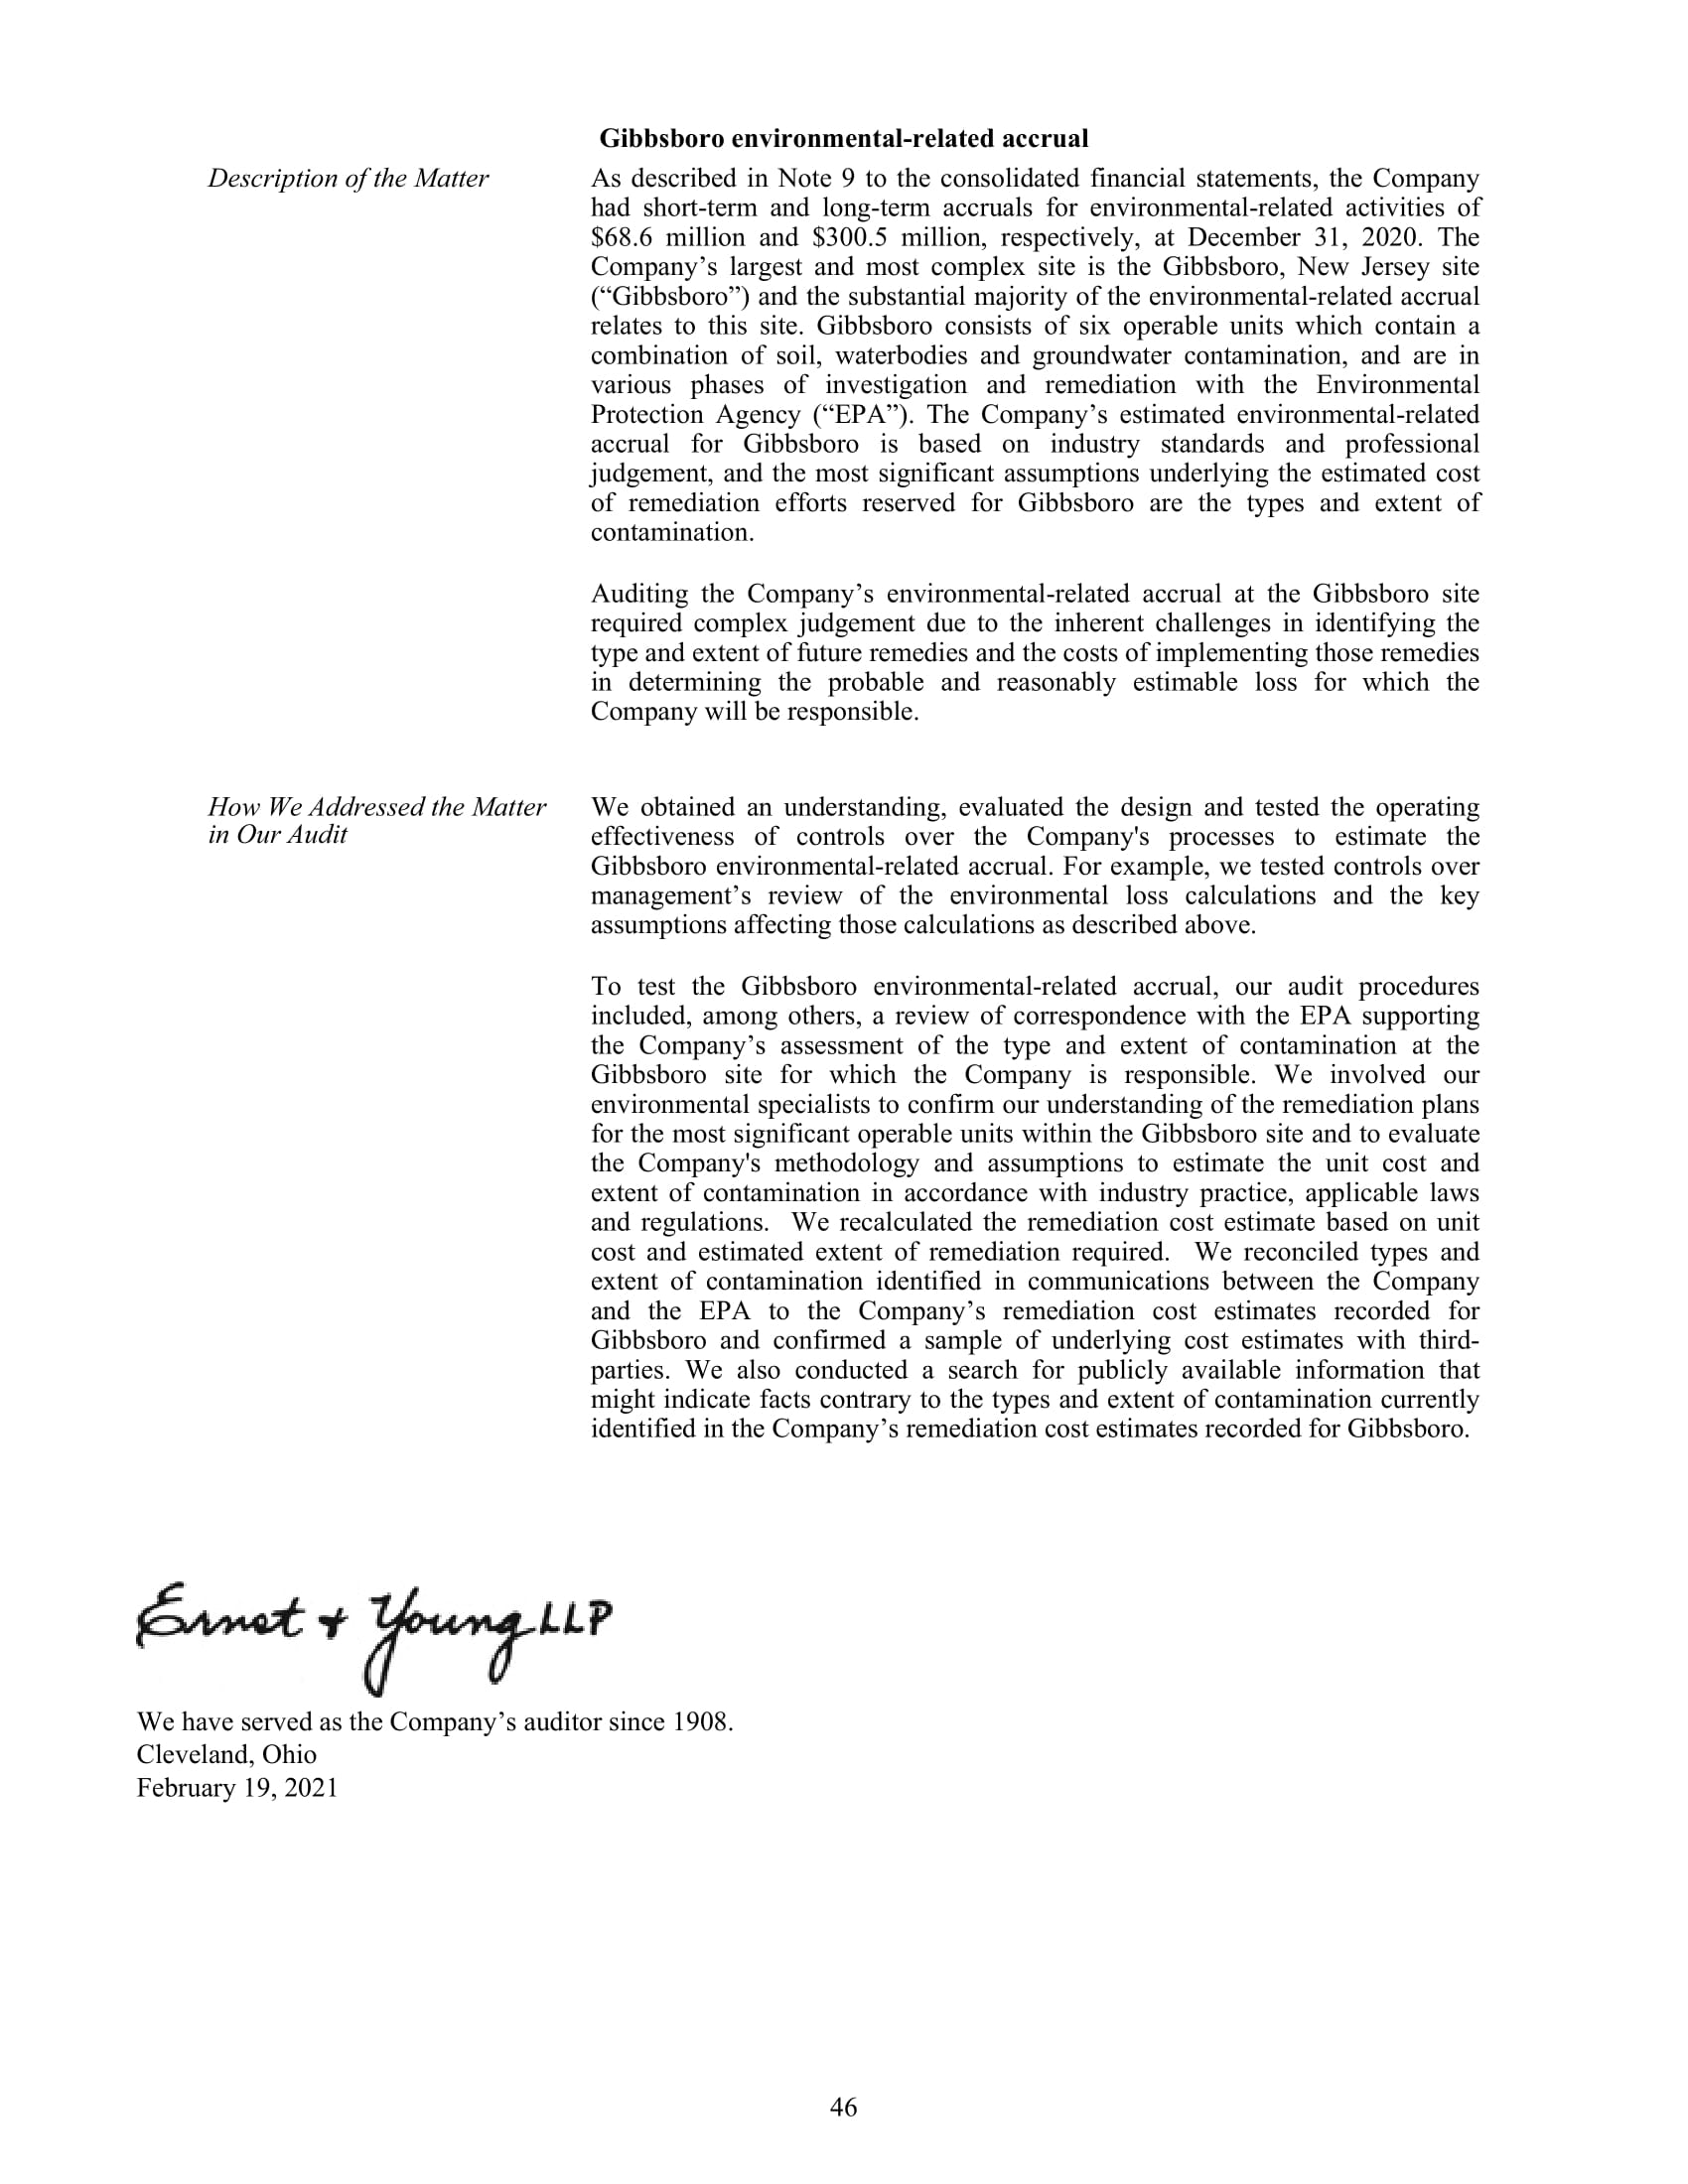 Gibbsboro environmental-related accrual
Description of the Matter
As described in Note 9 to the consolidated financial statements, the Company
had short-term and long-term accruals for environmental-related activities of
$68.6 million and $300.5 million, respectively, at December 31, 2020. The
Company’s largest and most complex site is the Gibbsboro, New Jersey site
(“Gibbsboro”) and the substantial majority of the environmental-related accrual
relates to this site. Gibbsboro consists of six operable units which contain a
combination of soil, waterbodies and groundwater contamination, and are in
various phases of investigation and remediation with the Environmental
Protection Agency (“EPA”). The Company’s estimated environmental-related
accrual for Gibbsboro is based on industry standards and professional
judgement, and the most significant assumptions underlying the estimated cost
of remediation efforts reserved for Gibbsboro are the types and extent of
contamination.
Auditing the Company’s environmental-related accrual at the Gibbsboro site
required complex judgement due to the inherent challenges in identifying the
type and extent of future remedies and the costs of implementing those remedies
in determining the probable and reasonably estimable loss for which the
Company will be responsible.
How We Addressed the Matter
in Our Audit
We obtained an understanding, evaluated the design and tested the operating
effectiveness of controls over the Company's processes to estimate the
Gibbsboro environmental-related accrual. For example, we tested controls over
management’s review of the environmental loss calculations and the key
assumptions affecting those calculations as described above.
To test the Gibbsboro environmental-related accrual, our audit procedures
included, among others, a review of correspondence with the EPA supporting
the Company’s assessment of the type and extent of contamination at the
Gibbsboro site for which the Company is responsible. We involved our
environmental specialists to confirm our understanding of the remediation plans
for the most significant operable units within the Gibbsboro site and to evaluate
the Company's methodology and assumptions to estimate the unit cost and
extent of contamination in accordance with industry practice, applicable laws
and regulations.  We recalculated the remediation cost estimate based on unit
cost and estimated extent of remediation required.  We reconciled types and
extent of contamination identified in communications between the Company
and the EPA to the Company’s remediation cost estimates recorded for
Gibbsboro and confirmed a sample of underlying cost estimates with third-
parties. We also conducted a search for publicly available information that
might indicate facts contrary to the types and extent of contamination currently
identified in the Company’s remediation cost estimates recorded for Gibbsboro.
Ernst + Young LLP
We have served as the Company’s auditor since 1908.
Cleveland, Ohio
February 19, 2021
46